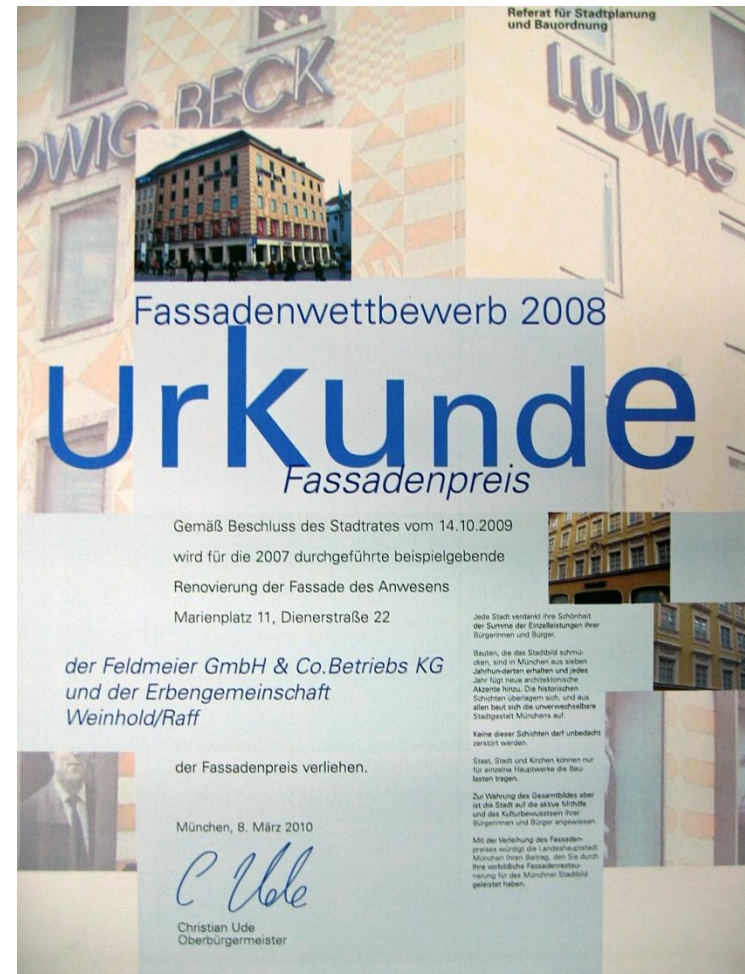 Referat für Stadtplanung
und Bauordnung
LUDWIG
DWIG BECK
Fassadenwettbewerb 2008
Urkunde
Fassadenpreis
Gemäß Beschluss des Stadtrates vom 14.10.2009
wird für die 2007 durchgeführte beispielgebende
Renovierung der Fassade des Anwesens
Marienplatz 11, Dienerstraße 22
der Feldmeier GmbH & Co.Betriebs KG
und der Erbengemeinschaft
Weinhold/Raff
der Fassadenpreis verliehen.
München, 8. März 2010
C Ude
Christian Ude
Oberbürgermeister
Jede Stadt verdankt ihre Schönheit
der Summe der Einzelleistungen ihrer
Bürgerinnen und Bürger.
Bauten, die das Stadtbild schmü-
cken, sind in München aus sieben
Jahrhun-derten erhalten und jedes
Jahr fügt neue architektonische
Akzente hinzu. Die historischen
Schichten überlagern sich, und aus
allen baut sich die unverwechselbare
Stadtgestalt Münchens auf.
Keine dieser Schichten darf unbedacht
zerstört werden.
Staat, Stadt und Kirchen können nur
für einzelne Hauptwerke die Bau-
lasten tragen.
Zur Wahrung des Gesamtbildes aber
ist die Stadt auf die aktive Mithilfe
und das Kulturbewusstsein ihrer
Bürgerinnen und Bürger angewiesen.
Mit der Verleihung des Fassaden-
preises würdigt die Landeshauptstadt
München Ihren Beitrag, den Sie durch
Ihre vorbildliche Fassadenrestau-
rierung für das Münchner Stadtbild
geleistet haben.